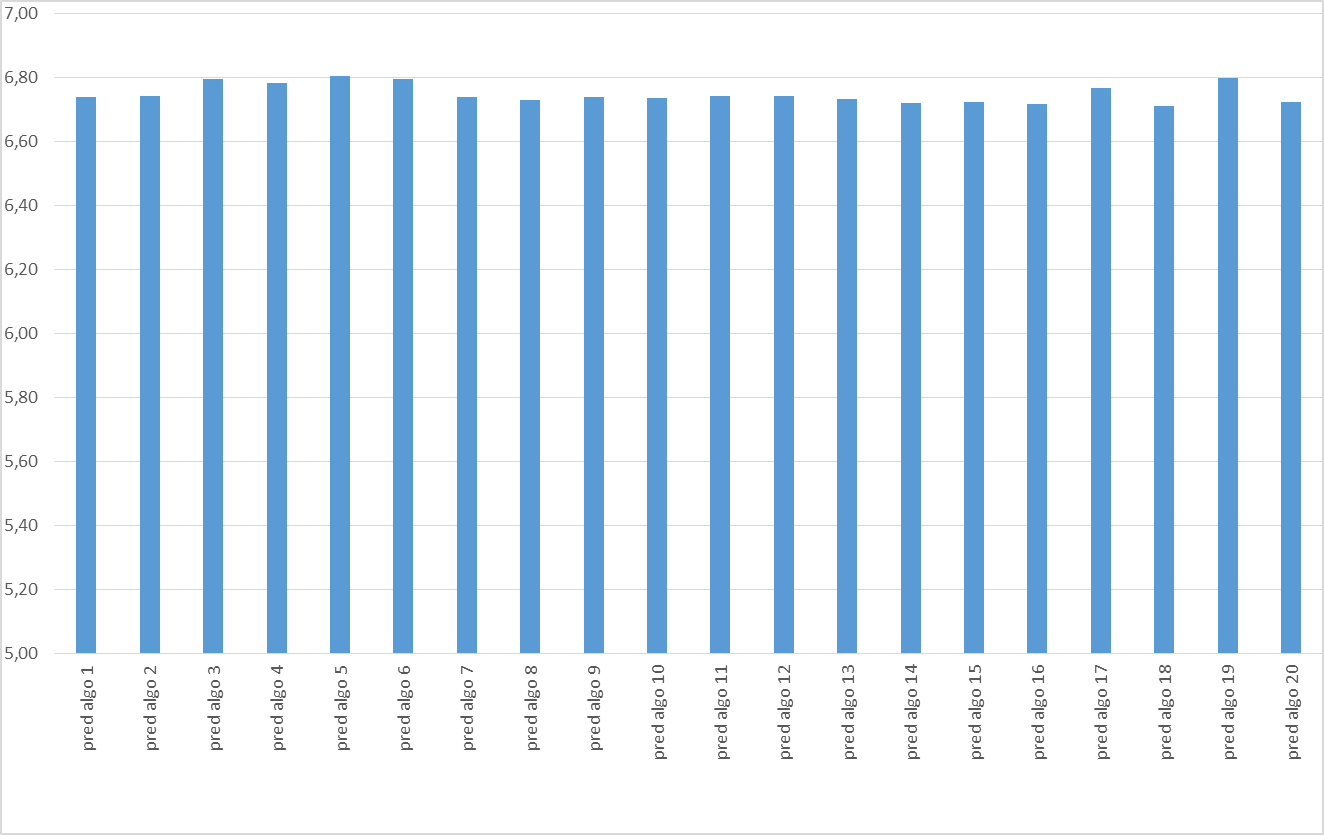 7,00
6,80
6,60
6,40
6,20
6,00
5,80
5,60
5,40
5,20
5,00
pred algo 1
pred algo 2
pred algo 3
pred algo 4
pred algo 5
pred algo 6
pred algo 7
pred algo 8
pred algo 9
pred algo 10
pred algo 11
pred algo 12
pred algo 13
pred algo 14
pred algo 15
pred algo 16
pred algo 17
pred algo 18
pred algo 19
pred algo 20